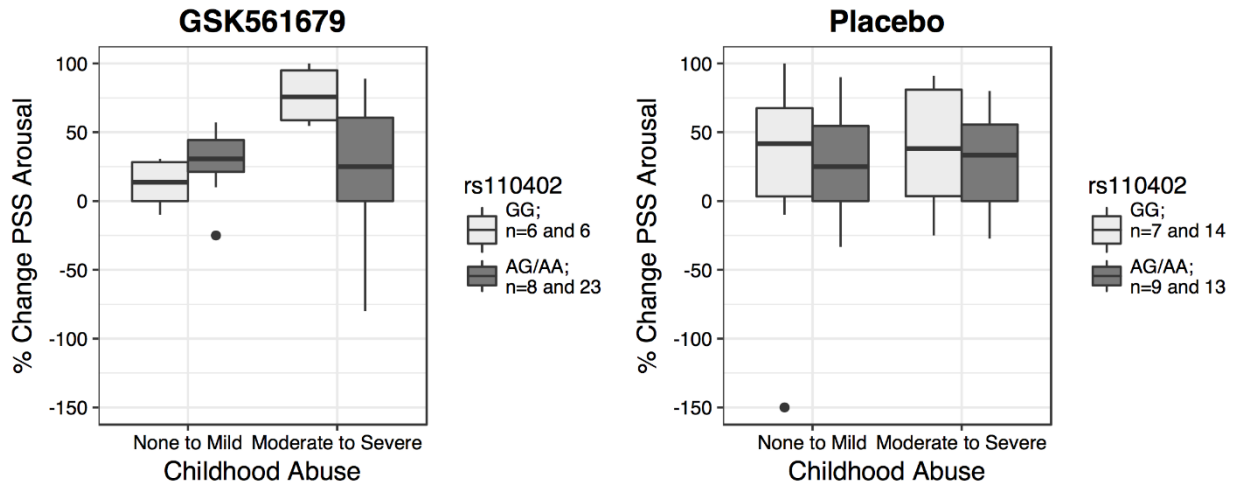 GSK561679
% Change PSS Arousal
100
50
0
-50
-100
-150
None to Mild
Moderate to Severe
Childhood Abuse
rs110402
GG;
n=6 and 6
AG/AA;
n=8 and 23
Placebo
% Change PSS Arousal
100
50
0
-50
-100
-150
None to Mild
Moderate to Severe
Childhood Abuse
rs110402
GG;
n=7 and 14
AG/AA;
n=9 and 13